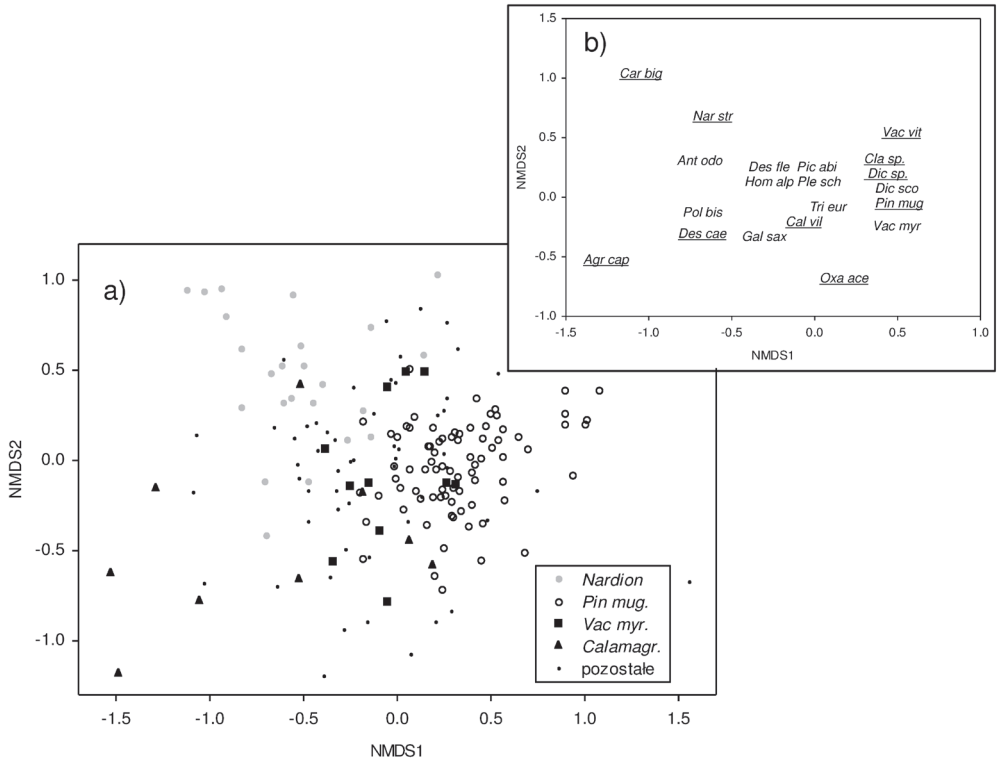 b)
1.5
1.0
0.5
0.0
-0.5
-1.0
NMDS2
Car big
Nar str
Vac vit
Ant odo
Des fle Pic abi
Cla sp.
Hom alp Ple sch
Dic sp.
Dic sco
Pol bis
Tri eur
Pin mug
Cal vil
Vac myr
Des cae
Gal sax
Agr cap
Oxa ace
-1.5 -1.0 -0.5 0.0 0.5 1.0
NMDS1
a)
1.0
0.5
0.0
-0.5
-1.0
NMDS2
Nardion
Pin mug.
Vac myr.
Calamagr.
pozostałe
-1.5 -1.0 -0.5 0.0 0.5 1.0 1.5
NMDS1